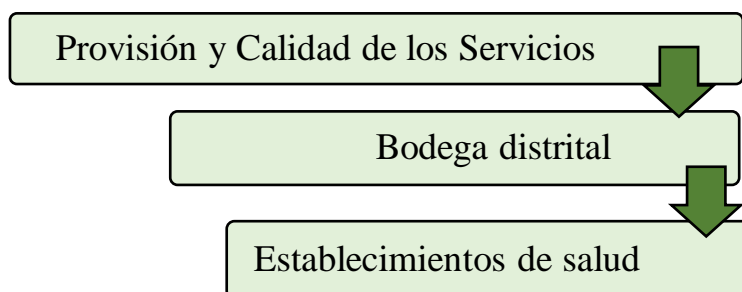 Provisión y Calidad de los Servicios
Bodega distrital
Establecimientos de salud